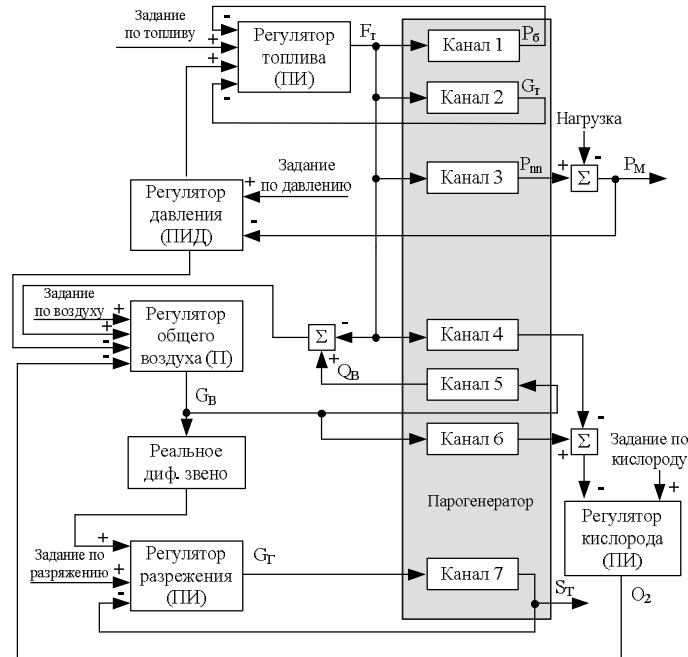 Задание
по топливу
-
+
+
-
Регулятор
топлива
(ПИ)
Fт
Канал 1
Pб
Канал 2
Gт
Нагрузка
Канал 3
Pпп
+
-
Σ
PМ
Регулятор
давления
(ПИД)
+
-
Задание
по давлению
Задание
по воздуху
+
+
-
-
Регулятор
общего
воздуха (П)
Σ
-
+
QВ
Канал 4
Канал 5
GВ
Канал 6
-
+
Σ
Задание по
кислороду
-
+
Реальное
диф. звено
Парогенератор
Регулятор
кислорода
(ПИ)
Задание по
разряжению
+
+
-
Регулятор
разрежения
(ПИ)
GГ
Канал 7
SТ
O2